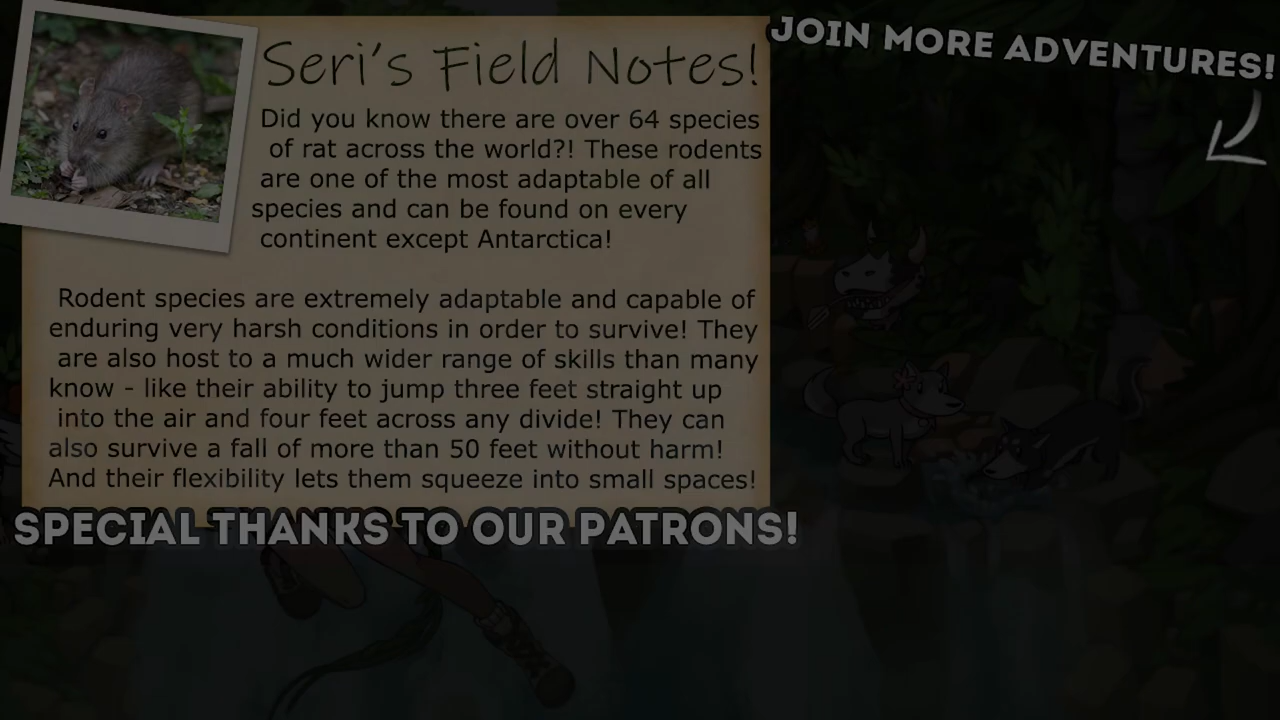 Seri's Field Notes!
Did you know there are over 64 species
of rat across the world?! These rodents
are one of the most adaptable of all
species and can be found on every
continent except Antarctica!
Rodent species are extremely adaptable and capable of
enduring very harsh conditions in order to survive! They
are also host to a much wider range of skills than many
know - like their ability to jump three feet straight up
into the air and four feet across any divide! They can
also survive a fall of more than 50 feet without harm!
And their flexibility lets them squeeze into small spaces!
SPECIAL THANKS TO OUR PATRONS!
JOIN MORE ADVENTURES!